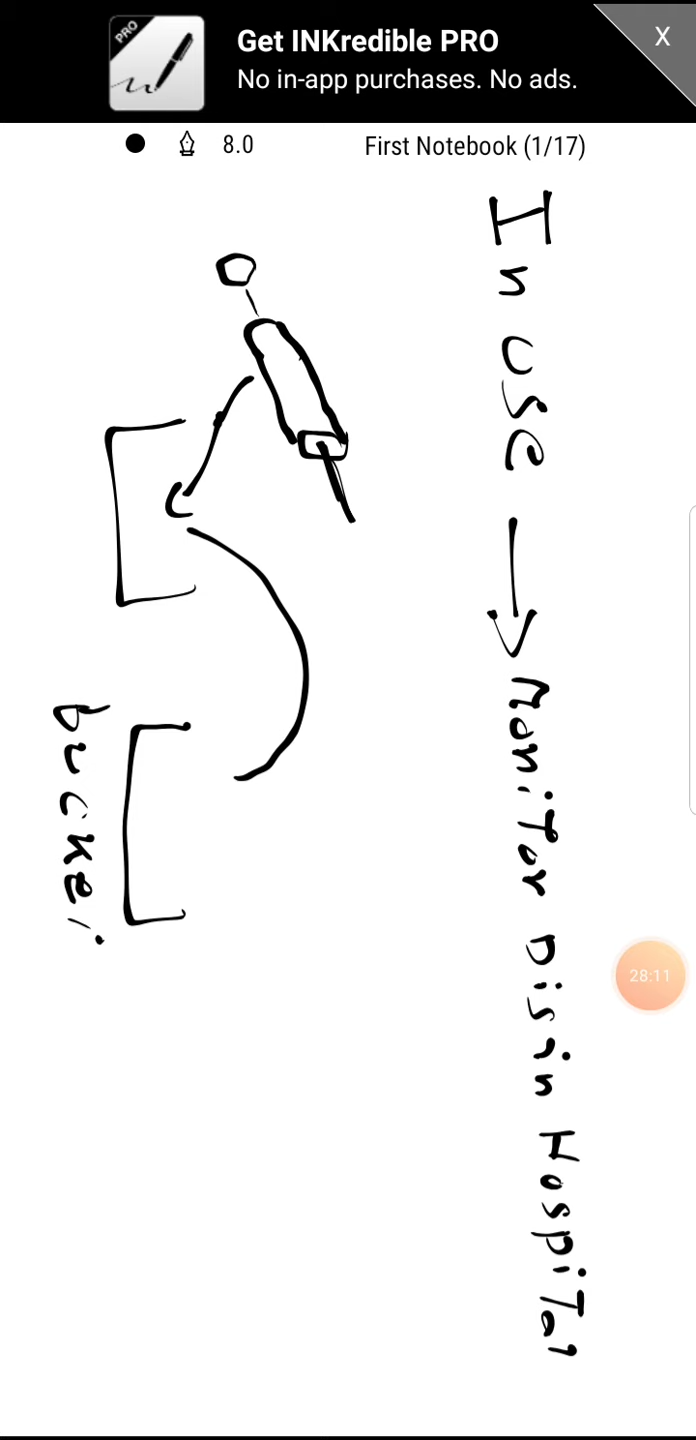 PRO
Get INKredible PRO
No in-app purchases. No ads.
X
8.0 First Notebook (1/17)
In use → Monitor Disin Hospital
bucket
28:11